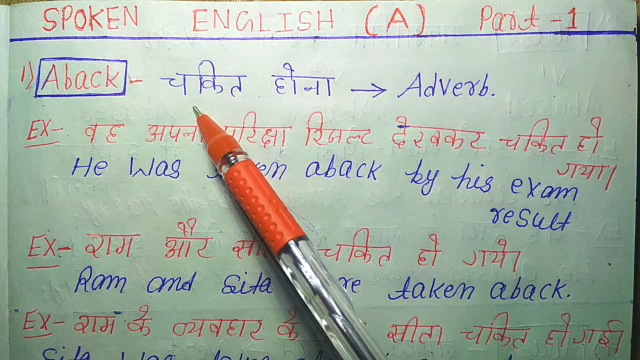 SPOKEN ENGLISH (A) Part-1
1) Aback - चकित होना → Adverb.
EX- वह अपना परिक्षा रिजल्ट देखकर चकित हो
गया।
He was aback by his exam
result
EX- राम और चकित हो गये।
Ram and Sita taken aback.
EX- राम के व्यवहार के सीता चकित हो गई।